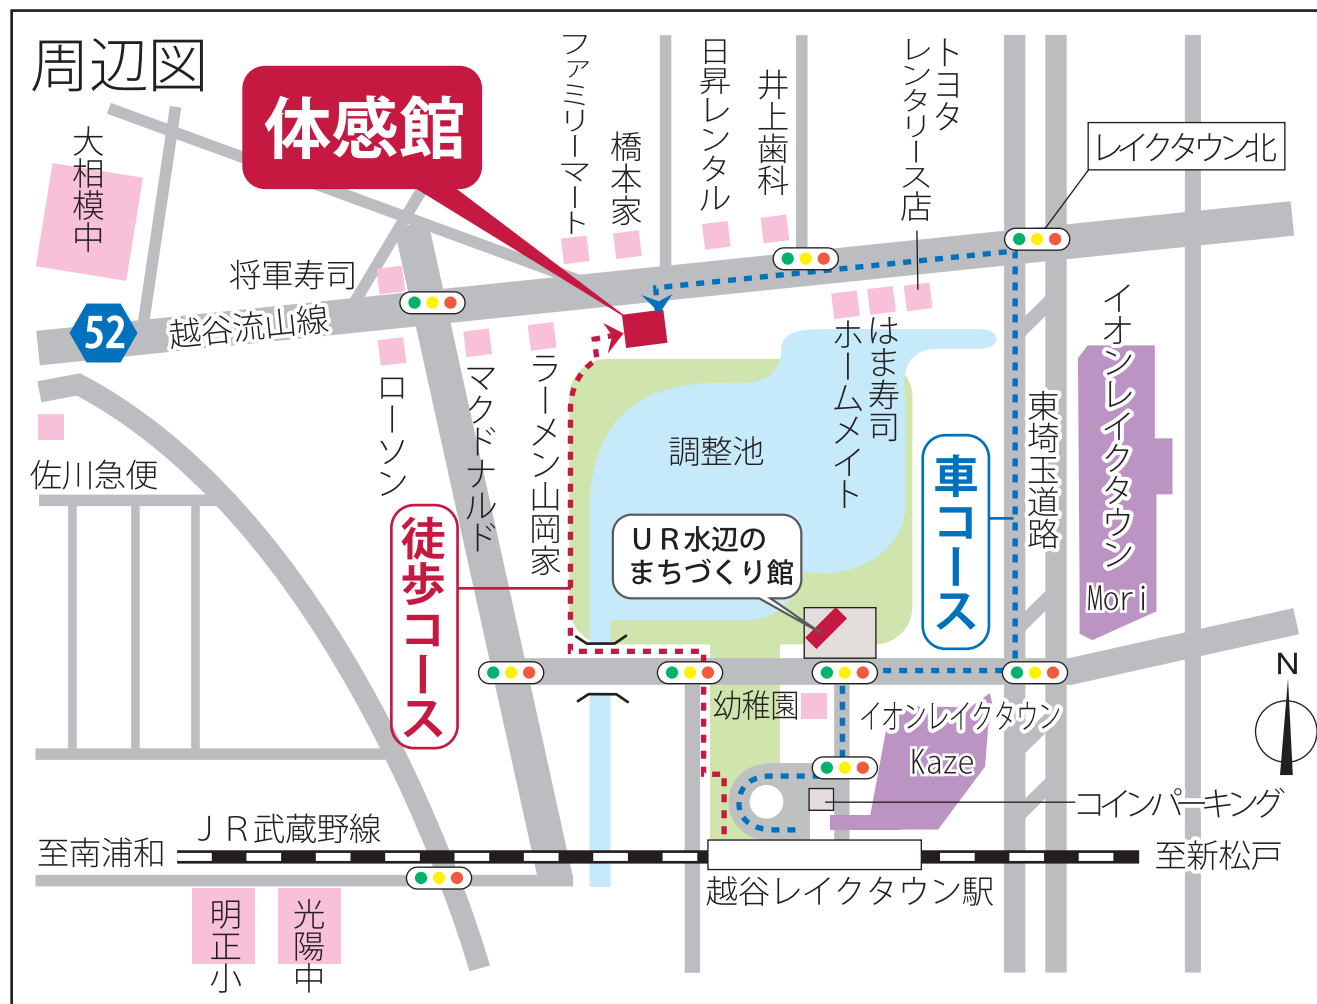 周辺図
体感館
ファミリーマート
橋本家
日昇レンタル
井上歯科
トヨタ
レンタリース店
レイクタウン北
大相模中
将軍寿司
52
越谷流山線
佐川急便
ローソン
マクドナルド
ラーメン山岡家
調整池
ホームメイト
はま寿司
東埼玉道路
イオンレイクタウン
Mori
徒歩コース
車コース
UR水辺の
まちづくり館
幼稚園
イオンレイクタウン
Kaze
N
コインパーキング
JR武蔵野線
至南浦和
至新松戸
越谷レイクタウン駅
明正小
光陽中